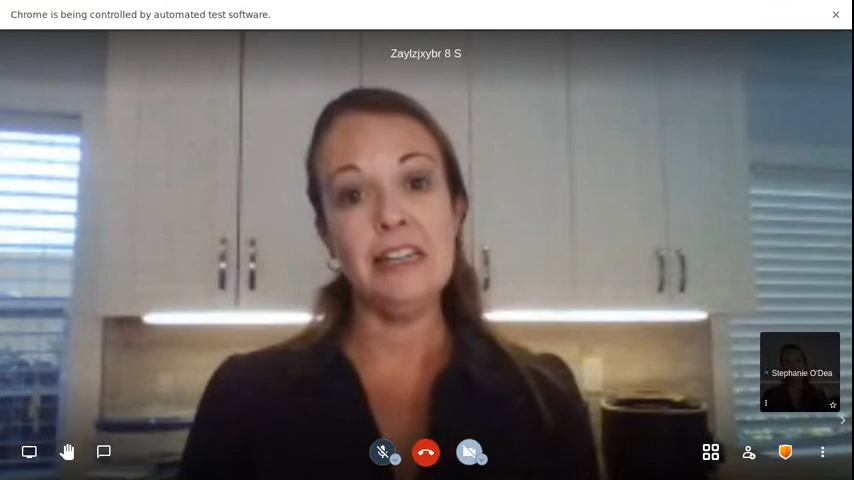 Chrome is being controlled by automated test software.
Zaylzjxybr 8 S
Stephanie O'Dea